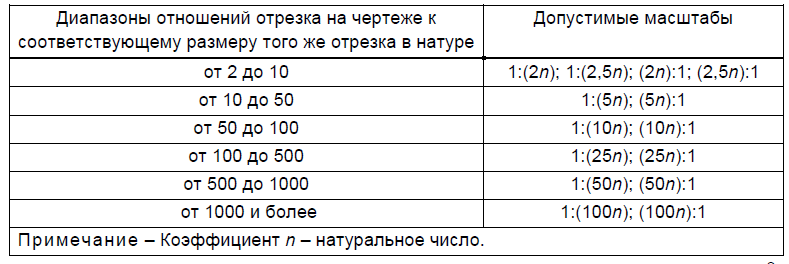 Диапазоны отношений отрезка на чертеже к Допустимые масштабы
соответствующему размеру того же отрезка в натуре
от 2 до 10 1:(2n); 1:(2,5n); (2n):1; (2,5n):1
от 10 до 50 1:(5n); (5n):1
от 50 до 100 1:(10n); (10n):1
от 100 до 500 1:(25n); (25n):1
от 500 до 1000 1:(50n); (50n):1
от 1000 и более 1:(100n); (100n):1
Примечание – Коэффициент n – натуральное число.